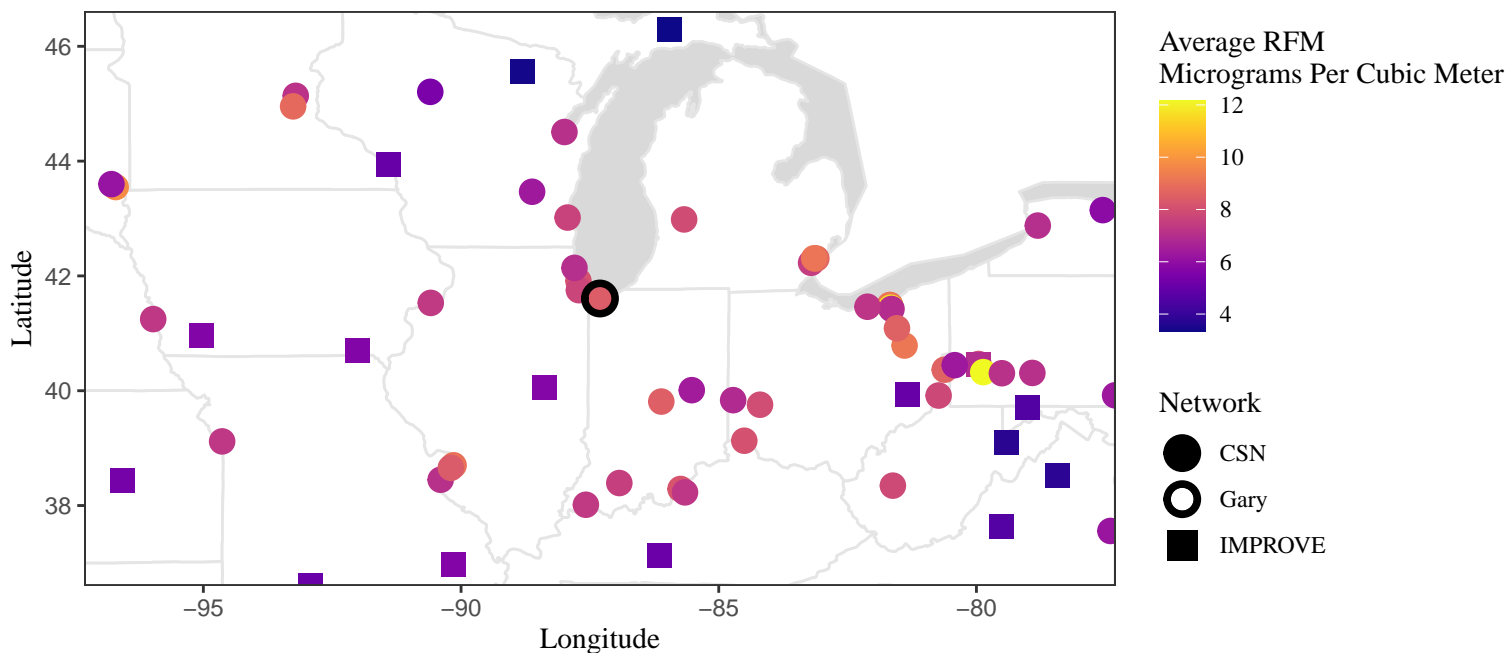 46
44
42
40
38
Latitude
−95
−90
−85
−80
Longitude
Average RFM
Micrograms Per Cubic Meter
12
10
8
6
4
Network
CSN
Gary
IMPROVE